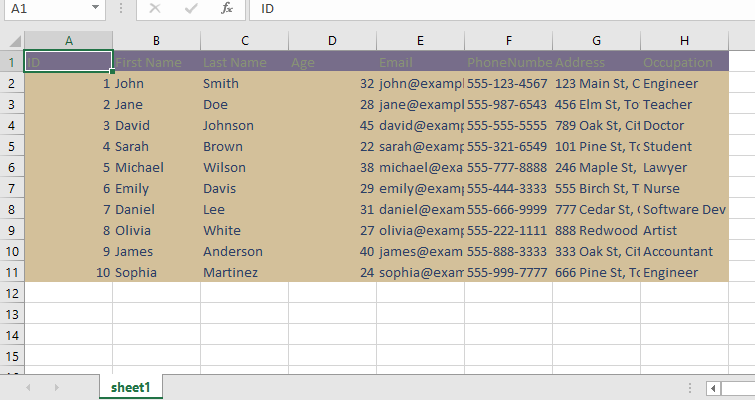 A1 fx ID
A B C D E F G H
1 ID First Name Last Name Age Email PhoneNumbe Address Occupation
2 1 John Smith 32 john@exampl 555-123-4567 123 Main St, C Engineer
3 2 Jane Doe 28 jane@exampl 555-987-6543 456 Elm St, To Teacher
4 3 David Johnson 45 david@examp 555-555-5555 789 Oak St, Cit Doctor
5 4 Sarah Brown 22 sarah@examp 555-321-6549 101 Pine St, To Student
6 5 Michael Wilson 38 michael@exa 555-777-8888 246 Maple St, Lawyer
7 6 Emily Davis 29 emily@examp 555-444-3333 555 Birch St, T Nurse
8 7 Daniel Lee 31 daniel@exam 555-666-9999 777 Cedar St, Software Dev
9 8 Olivia White 27 olivia@examp 555-222-1111 888 Redwood Artist
10 9 James Anderson 40 james@exam 555-888-3333 333 Oak St, Cit Accountant
11 10 Sophia Martinez 24 sophia@exam 555-999-7777 666 Pine St, To Engineer
12
13
14
15
sheet1